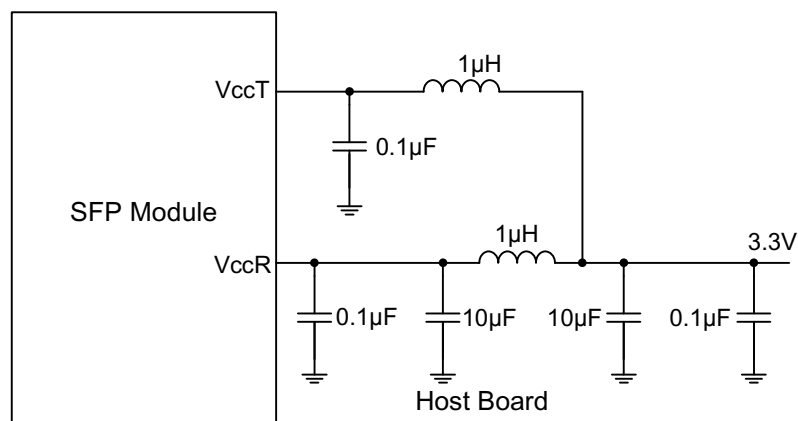 1µH
VccT
0.1µF
SFP Module
1µH
3.3V
VccR
0.1µF
10µF
10µF
0.1µF
Host Board